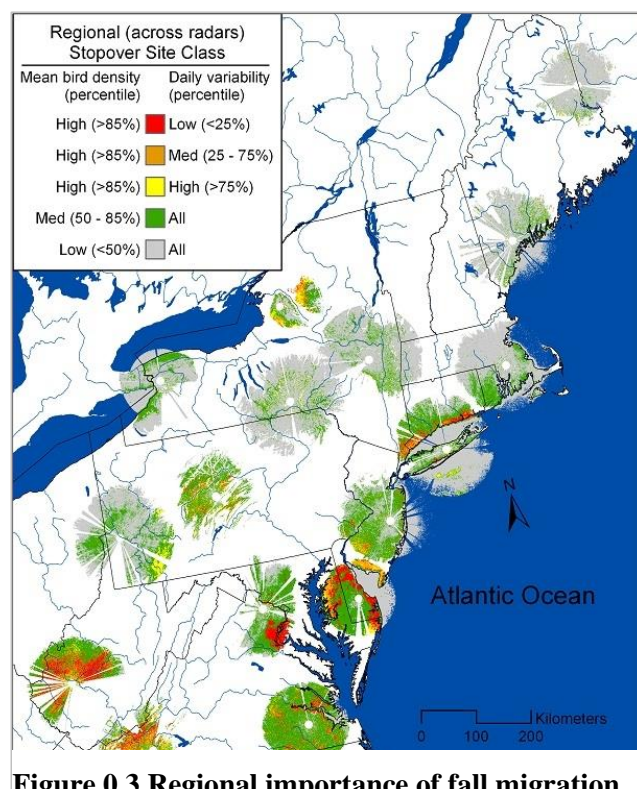 Regional (across radars)
Stopover Site Class
Mean bird density Daily variability
(percentile) (percentile)
High (>85%) Low (<25%)
High (>85%) Med (25 - 75%)
High (>85%) High (>75%)
Med (50 - 85%) All
Low (<50%) All
N
Atlantic Ocean
Kilometers
0 100 200
Figure 0.3 Regional importance of fall migration